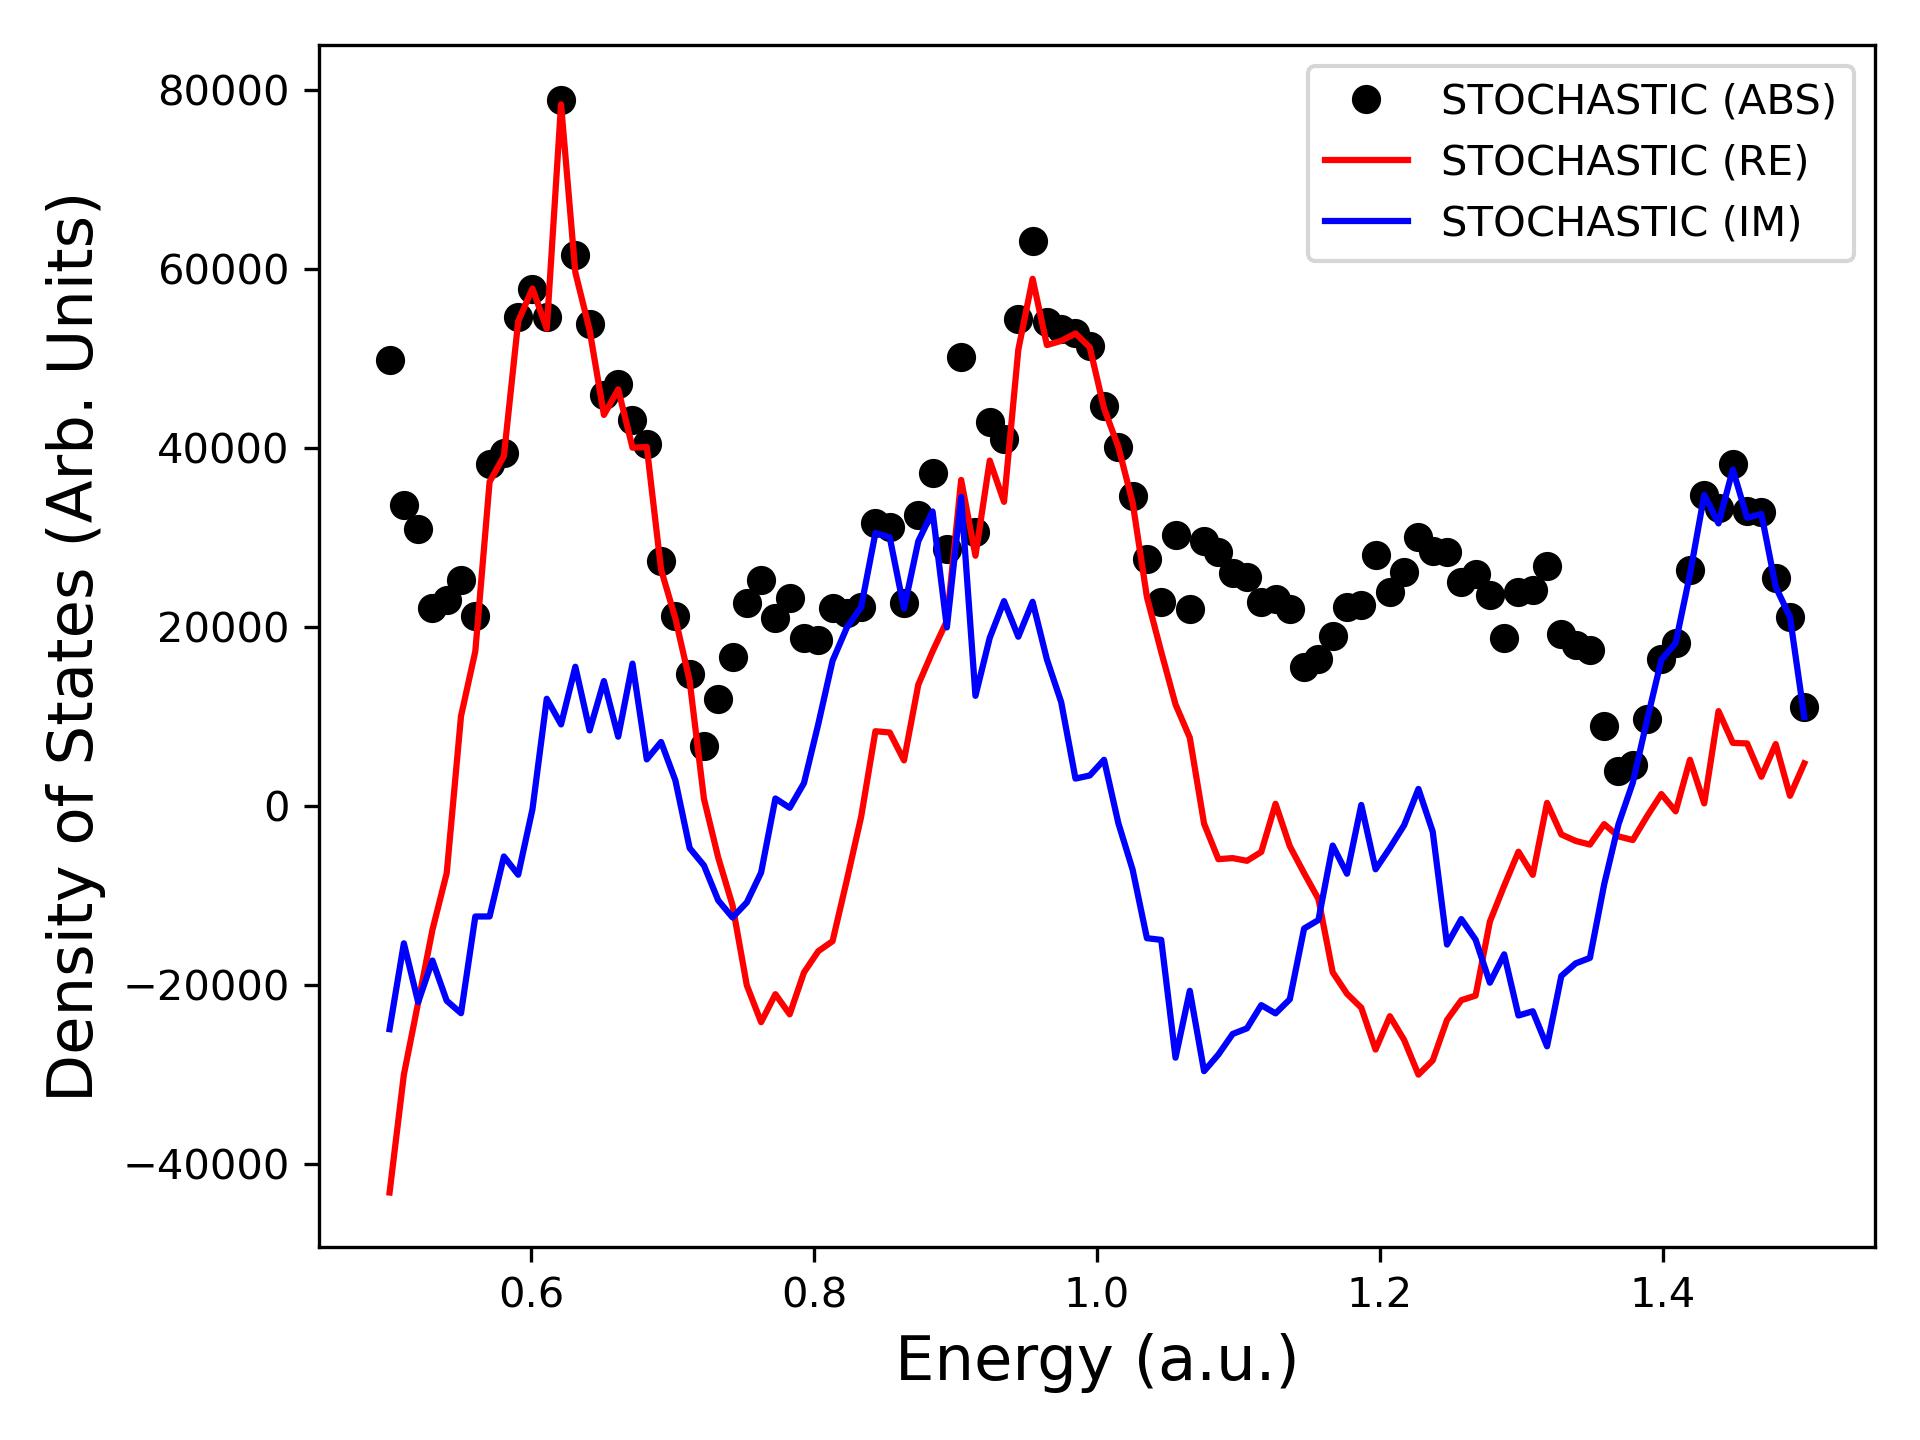 80000
60000
40000
20000
0
−20000
−40000
Density of States (Arb. Units)
STOCHASTIC (ABS)
STOCHASTIC (RE)
STOCHASTIC (IM)
0.6 0.8 1.0 1.2 1.4
Energy (a.u.)